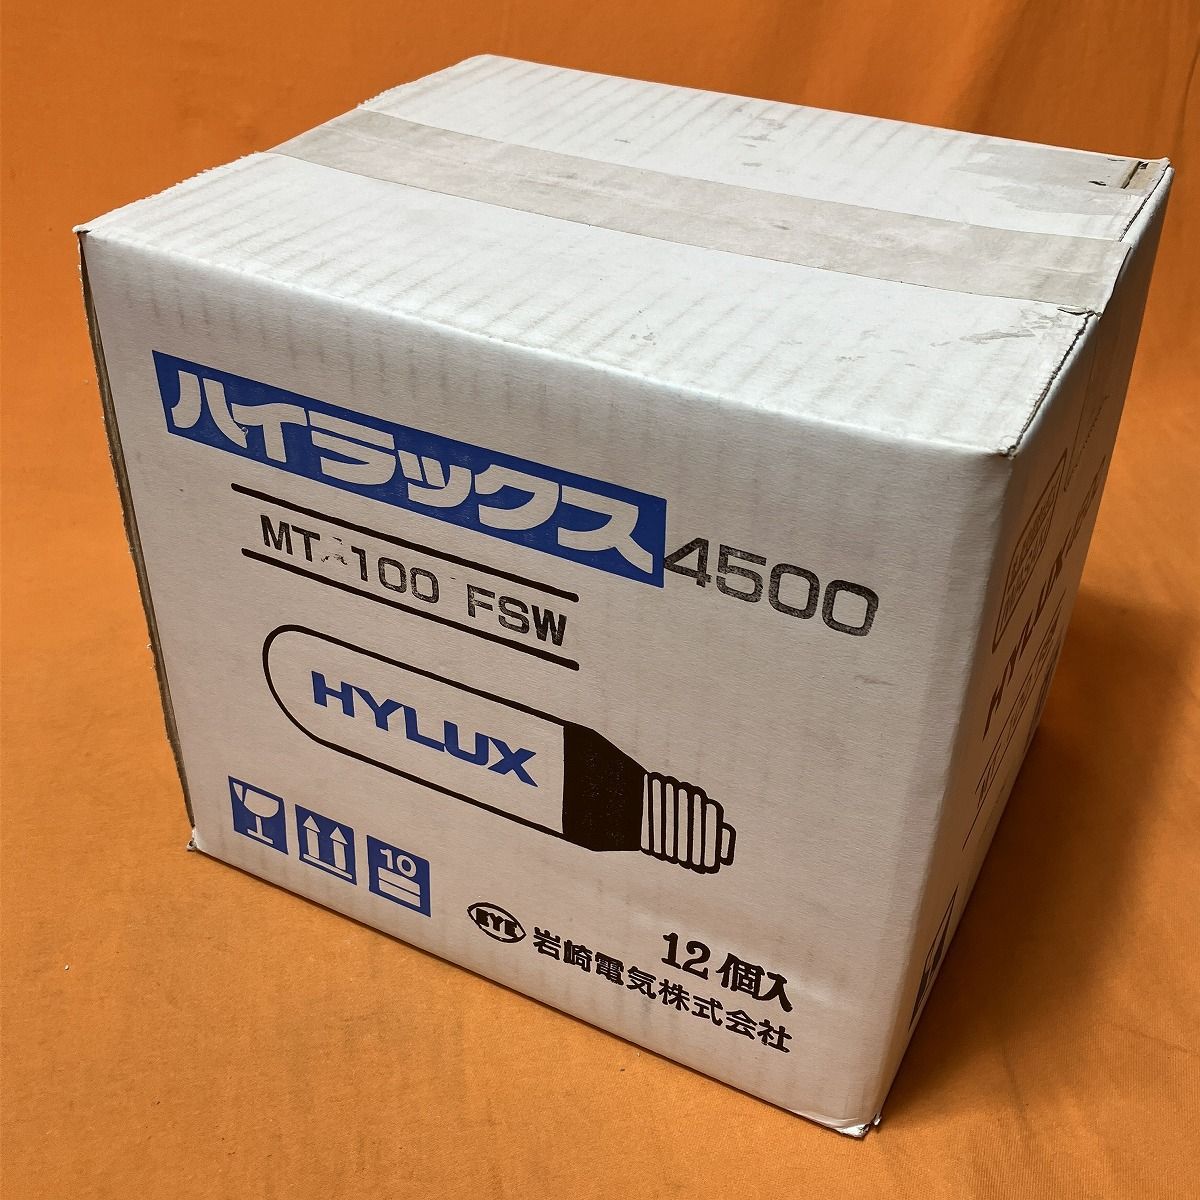 ハイラックス 4500
MT 100 FSW
HYLUX
10
12個入
EYE 岩崎電気株式会社